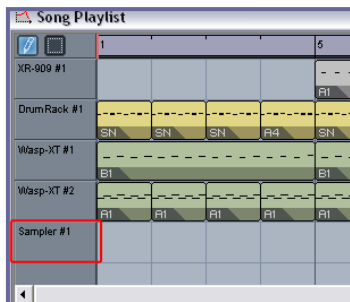 Song Playlist
1 5
XR-909 #1
A1
DrumRack #1
SN SN SN A4 SN
Wasp-XT #1
B1 B1
Wasp-XT #2
A1 A1 A1 A1 A1
Sampler #1